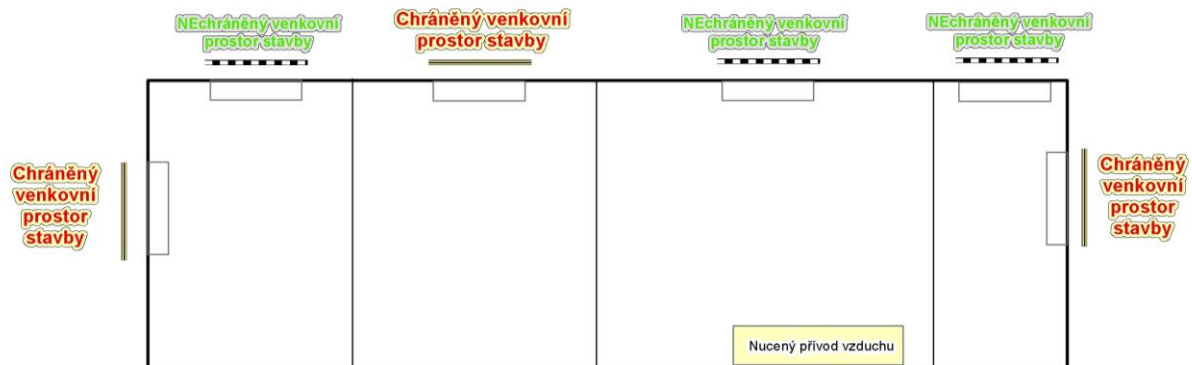 NEchráněný venkovní
prostor stavby
Chráněný venkovní
prostor stavby
NEchráněný venkovní
prostor stavby
NEchráněný venkovní
prostor stavby
Chráněný
venkovní
prostor
stavby
Chráněný
venkovní
prostor
stavby
Nucený přívod vzduchu